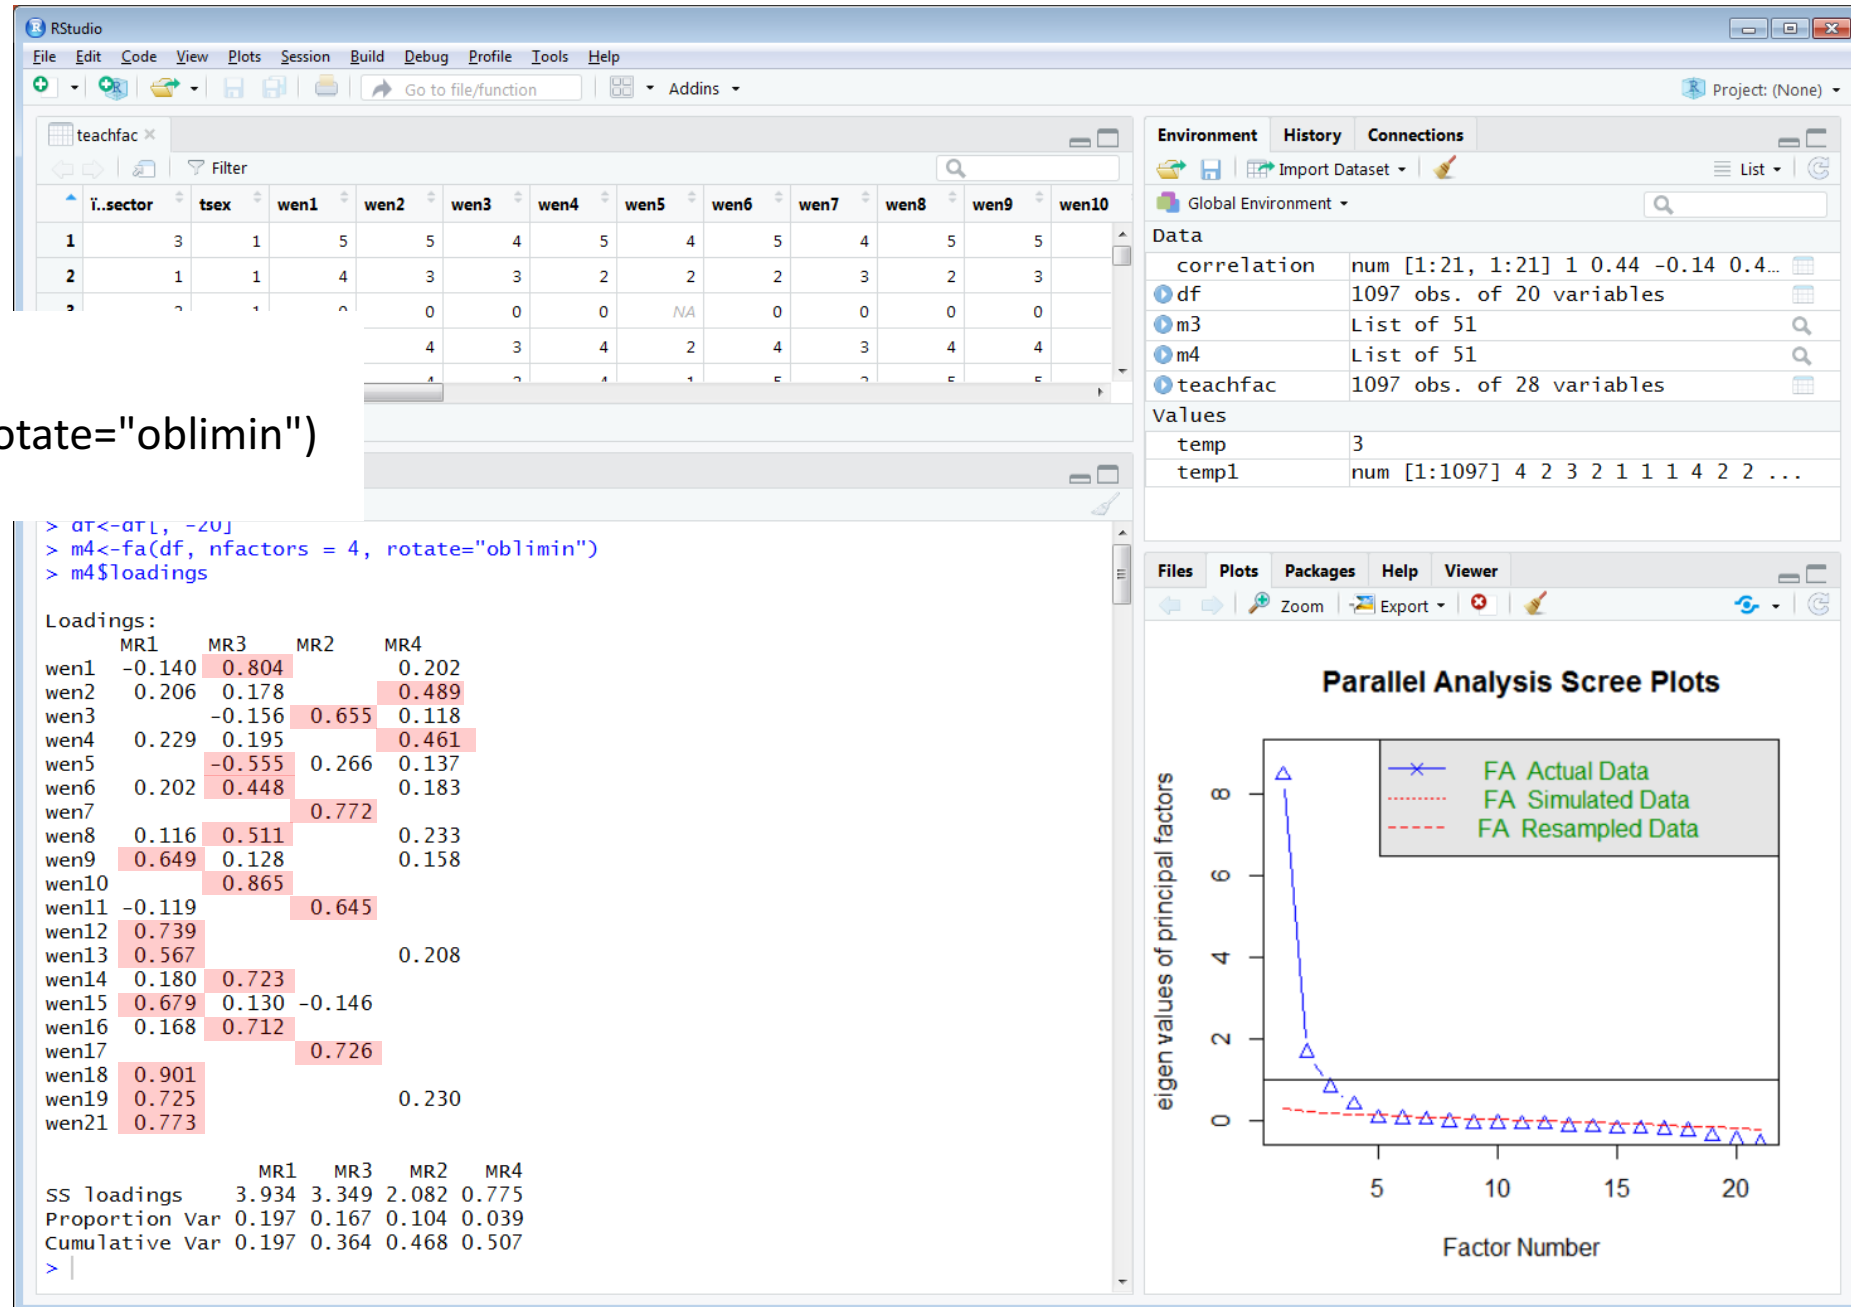 RStudio
File Edit Code View Plots Session Build Debug Profile Tools Help
Go to file/function Addins Project: (None)
teachfac
Filter
ï..sector tsex wen1 wen2 wen3 wen4 wen5 wen6 wen7 wen8 wen9 wen10
1 3 1 5 5 4 5 4 5 4 5 5
2 1 1 4 3 3 2 2 2 3 2 3
0 0 0 NA 0 0 0 0
4 3 4 2 4 3 4 4
otate="oblimin")
> df<-df[, -20]
> m4<-fa(df, nfactors = 4, rotate="oblimin")
> m4$loadings
Loadings:
MR1 MR3 MR2 MR4
wen1 -0.140 0.804 0.202
wen2 0.206 0.178 0.489
wen3 -0.156 0.655 0.118
wen4 0.229 0.195 0.461
wen5 -0.555 0.266 0.137
wen6 0.202 0.448 0.183
wen7 0.772
wen8 0.116 0.511 0.233
wen9 0.649 0.128 0.158
wen10 0.865
wen11 -0.119 0.645
wen12 0.739
wen13 0.567 0.208
wen14 0.180 0.723
wen15 0.679 0.130 -0.146
wen16 0.168 0.712
wen17 0.726
wen18 0.901
wen19 0.725 0.230
wen21 0.773
MR1 MR3 MR2 MR4
SS loadings 3.934 3.349 2.082 0.775
Proportion Var 0.197 0.167 0.104 0.039
Cumulative Var 0.197 0.364 0.468 0.507
>
Environment History Connections
Import Dataset List
Global Environment
Data
correlation num [1:21, 1:21] 1 0.44 -0.14 0.4…
df 1097 obs. of 20 variables
m3 List of 51
m4 List of 51
teachfac 1097 obs. of 28 variables
Values
temp 3
temp1 num [1:1097] 4 2 3 2 1 1 1 4 2 2 ...
Files Plots Packages Help Viewer
Zoom Export
Parallel Analysis Scree Plots
FA Actual Data
FA Simulated Data
FA Resampled Data
eigen values of principal factors
8
6
4
2
0
5 10 15 20
Factor Number